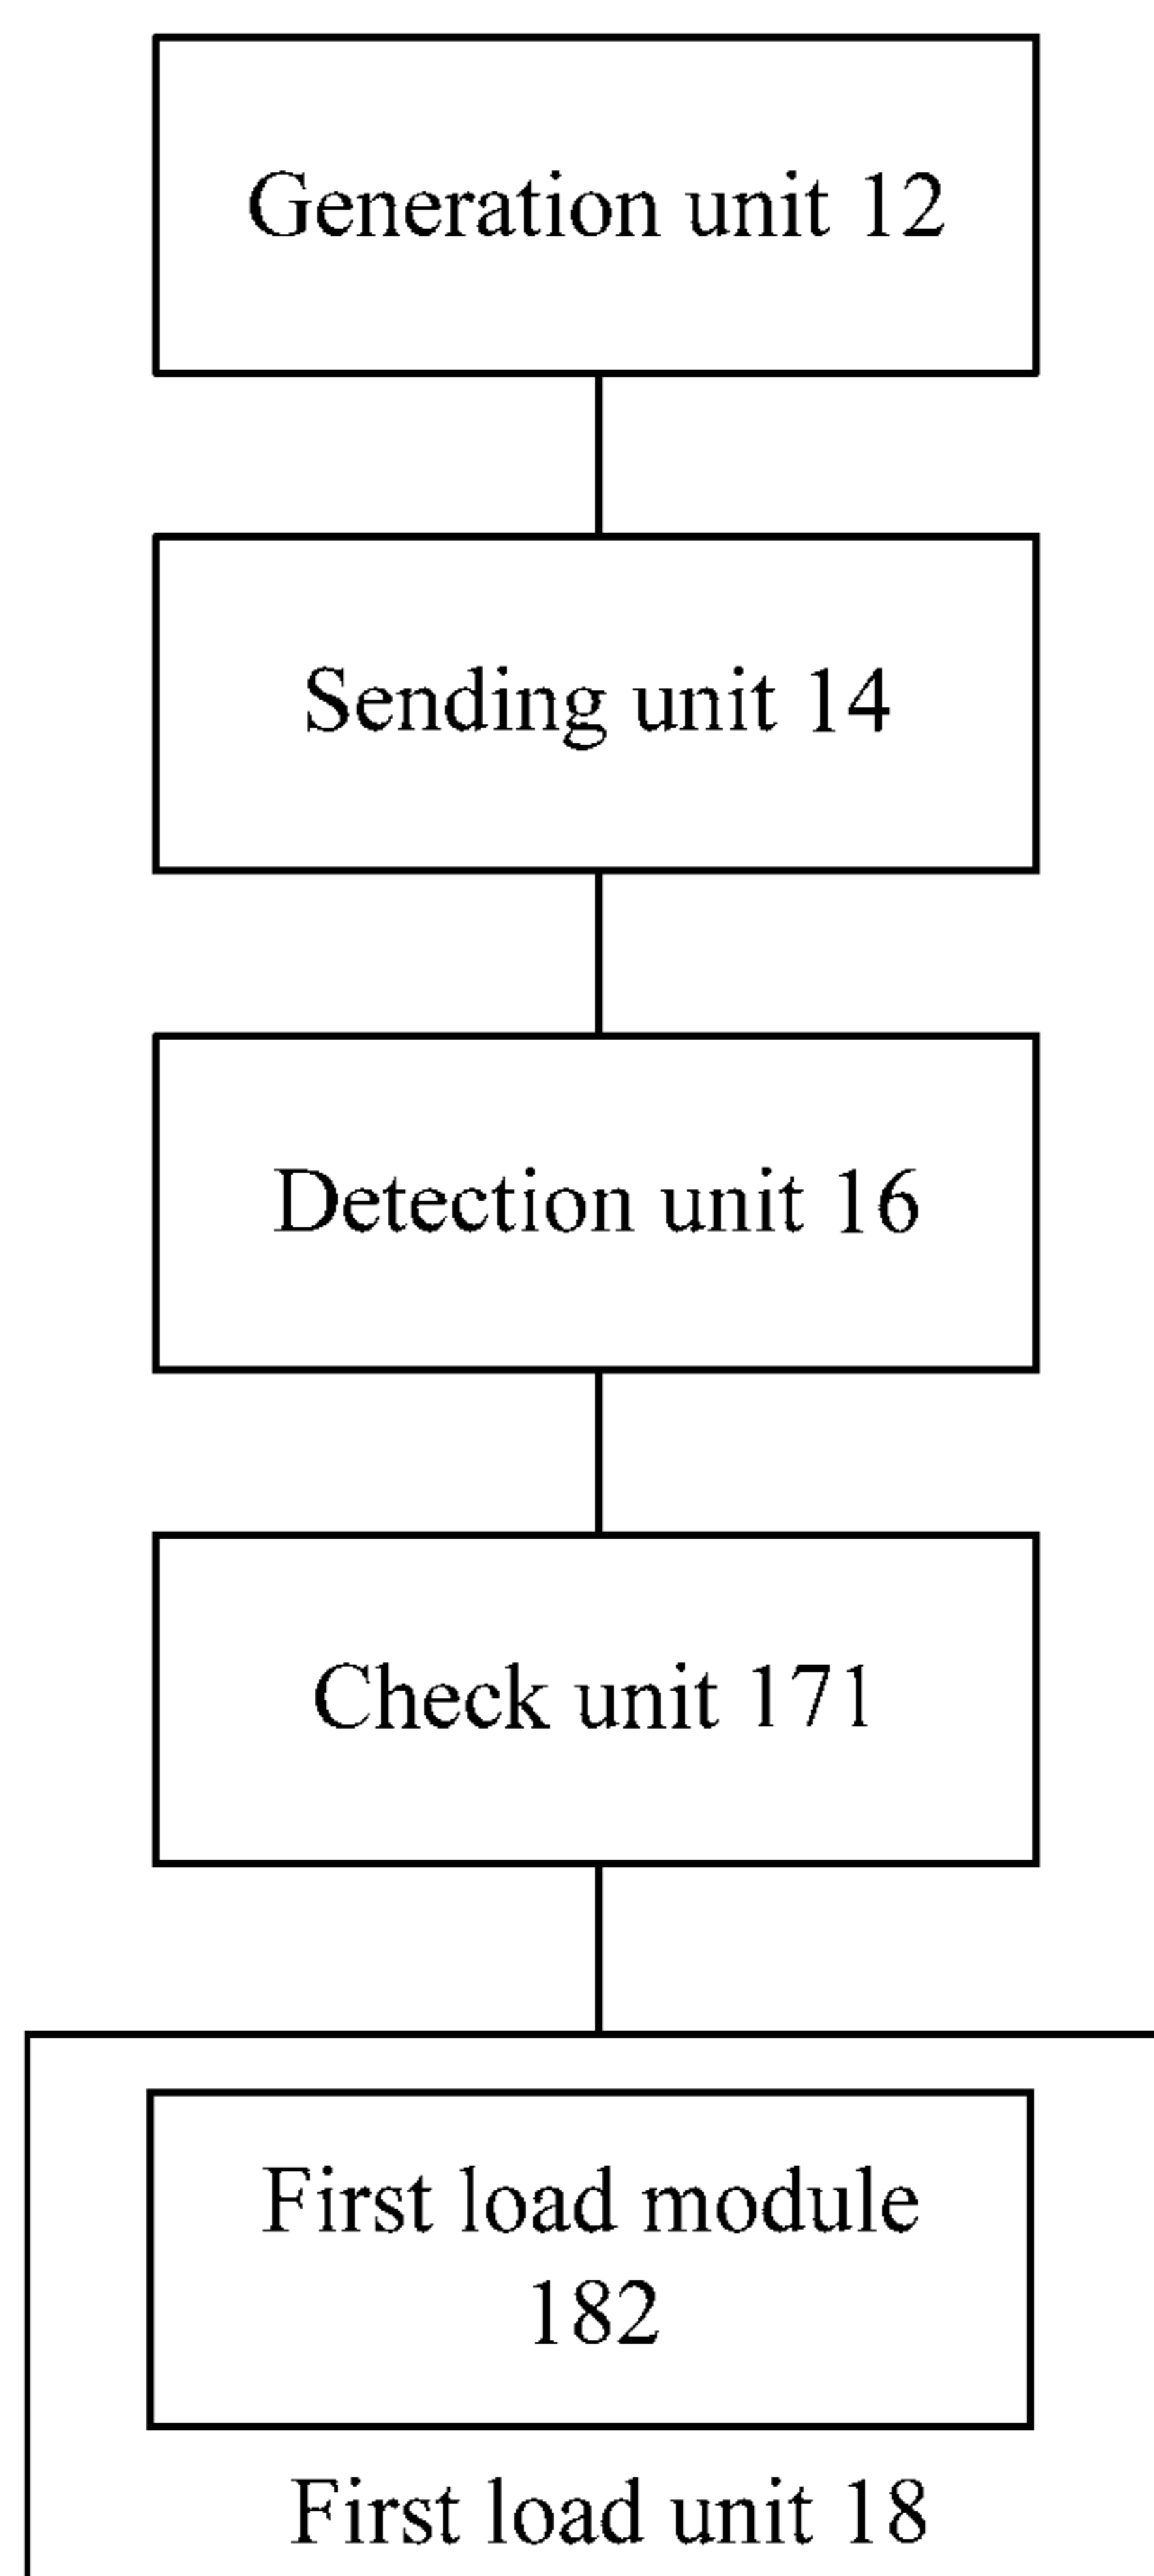 Generation unit 12
Sending unit 14
Detection unit 16
Check unit 171
First load module
182
First load unit 18